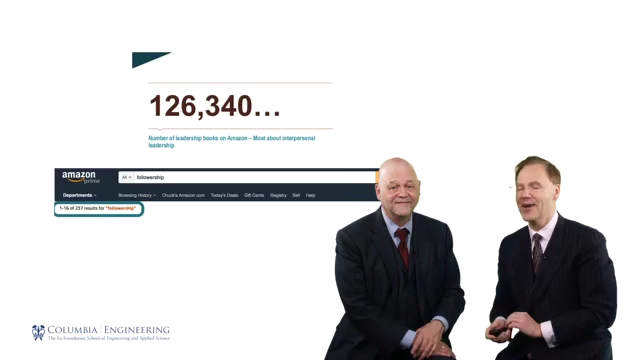 126,340…
Number of leadership books on Amazon – Most about interpersonal
leadership
amazon
prime
All
followership
Departments
Browsing History
Chuck's Amazon.com
Today's Deals
Gift Cards
Registry
Sell
Help
1-16 of 237 results for "followership"
COLUMBIA | ENGINEERING
The Fu Foundation School of Engineering and Applied Science